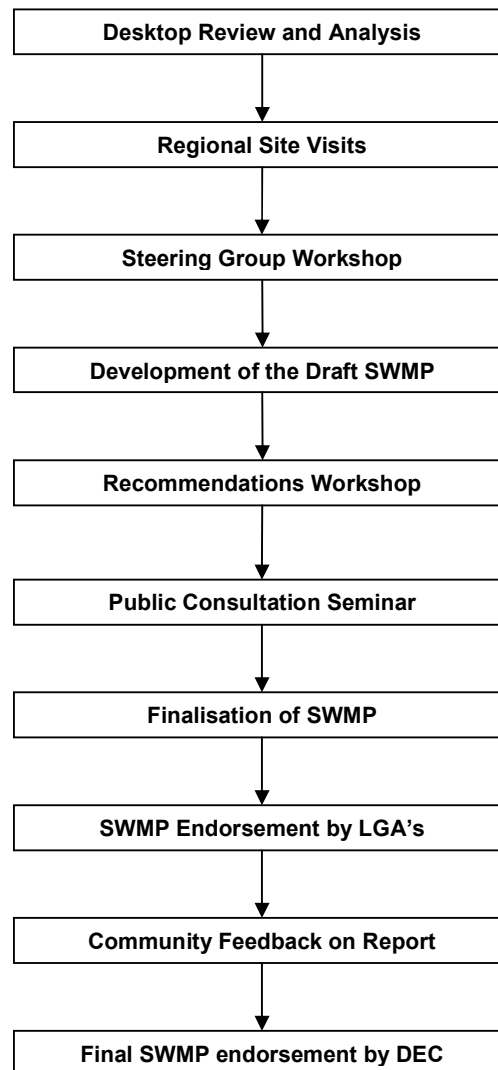 Desktop Review and Analysis
Regional Site Visits
Steering Group Workshop
Development of the Draft SWMP
Recommendations Workshop
Public Consultation Seminar
Finalisation of SWMP
SWMP Endorsement by LGA's
Community Feedback on Report
Final SWMP endorsement by DEC